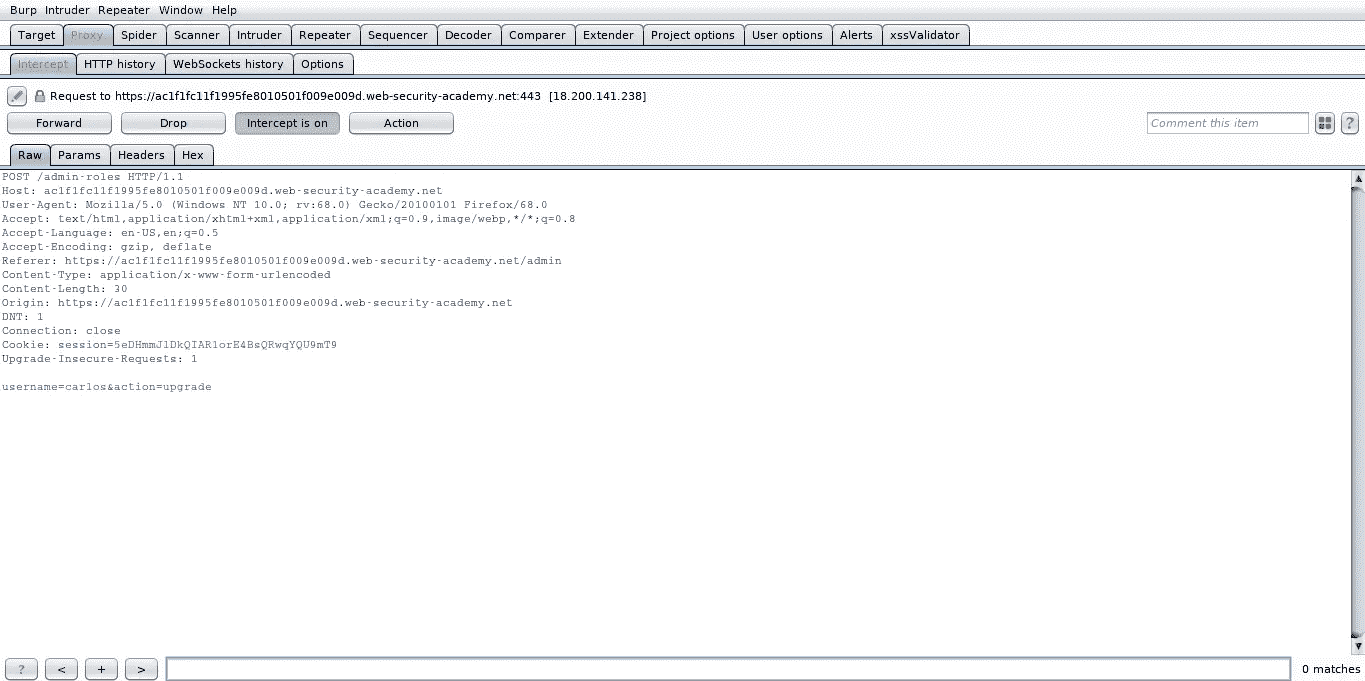 Burp Intruder Repeater Window Help
Target Proxy Spider Scanner Intruder Repeater Sequencer Decoder Comparer Extender Project options User options Alerts xssValidator
Intercept HTTP history WebSockets history Options
Request to https://ac1f1fc11f1995fe8010501f009e009d.web-security-academy.net:443 [18.200.141.238]
Forward Drop Intercept is on Action Comment this item ?
Raw Params Headers Hex
POST /admin-roles HTTP/1.1
Host: ac1f1fc11f1995fe8010501f009e009d.web-security-academy.net
User-Agent: Mozilla/5.0 (Windows NT 10.0; rv:68.0) Gecko/20100101 Firefox/68.0
Accept: text/html,application/xhtml+xml,application/xml;q=0.9,image/webp,*/*;q=0.8
Accept-Language: en-US,en;q=0.5
Accept-Encoding: gzip, deflate
Referer: https://ac1f1fc11f1995fe8010501f009e009d.web-security-academy.net/admin
Content-Type: application/x-www-form-urlencoded
Content-Length: 30
Origin: https://ac1f1fc11f1995fe8010501f009e009d.web-security-academy.net
DNT: 1
Connection: close
Cookie: session=5eDHmmJlDkQIARlorE4BsQRwqYQU9mT9
Upgrade-Insecure-Requests: 1
username=carlos&action=upgrade
? < + > 0 matches